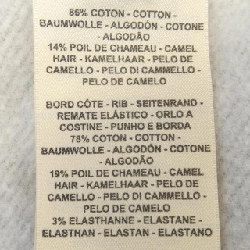 86% COTON - COTTON -
BAUMWOLLE - ALGODÓN - COTONE
- ALGODÃO
14% POIL DE CHAMEAU - CAMEL
HAIR - KAMELHAAR - PELO DE
CAMELLO - PELO DI CAMMELLO -
PELO DE CAMELO
BORD CÔTE - RIB - SEITENRAND -
REMATE ELÁSTICO - ORLO A
COSTINE - PUNHO E BORDA
78% COTON - COTTON -
BAUMWOLLE - ALGODÓN - COTONE
- ALGODÃO
19% POIL DE CHAMEAU - CAMEL
HAIR - KAMELHAAR - PELO DE
CAMELLO - PELO DI CAMMELLO -
PELO DE CAMELO
3% ELASTHANNE - ELASTANE -
ELASTHAN - ELASTAN - ELASTANO